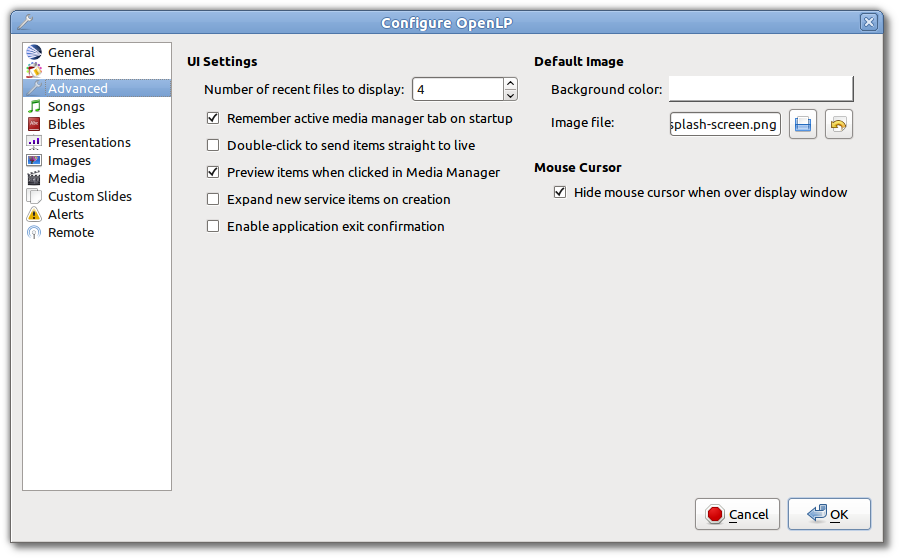 Configure OpenLP
General
Themes
Advanced
Songs
Bibles
Presentations
Images
Media
Custom Slides
Alerts
Remote
UI Settings
Number of recent files to display: 4
Remember active media manager tab on startup
Double-click to send items straight to live
Preview items when clicked in Media Manager
Expand new service items on creation
Enable application exit confirmation
Default Image
Background color:
Image file: splash-screen.png
Mouse Cursor
Hide mouse cursor when over display window
Cancel
OK